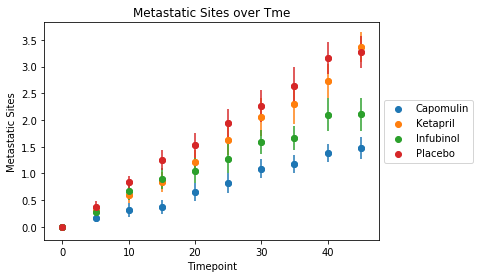 Metastatic Sites over Tme
Metastatic Sites
3.5
3.0
2.5
2.0
1.5
1.0
0.5
0.0
0
10
20
30
40
Timepoint
Capomulin
Ketapril
Infubinol
Placebo